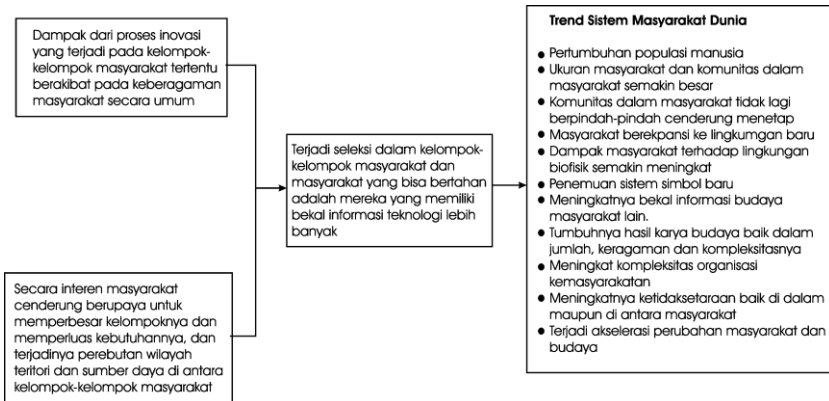 Dampak dari proses inovasi
yang terjadi pada kelompok-
kelompok masyarakat tertentu
berakibat pada keberagaman
masyarakat secara umum
Secara interen masyarakat
cenderung berupaya untuk
memperbesar kelompoknya dan
memperluas kebutuhannya, dan
terjadinya perebutan wilayah
teritori dan sumber daya di antara
kelompok-kelompok masyarakat
Terjadi seleksi dalam kelompok-
kelompok masyarakat dan
masyarakat yang bisa bertahan
adalah mereka yang memiliki
bekal informasi teknologi lebih
banyak
Trend Sistem Masyarakat Dunia
● Pertumbuhan populasi manusia
● Ukuran masyarakat dan komunitas dalam
masyarakat semakin besar
● Komunitas dalam masyarakat tidak lagi
berpindah-pindah cenderung menetap
● Masyarakat berekpansi ke lingkumgan baru
● Dampak masyarakat terhadap lingkungan
biofisik semakin meningkat
● Penemuan sistem simbol baru
● Meningkatnya bekal informasi budaya
masyarakat lain.
● Tumbuhnya hasil karya budaya baik dalam
jumlah, keragaman dan kompleksitasnya
● Meningkat kompleksitas organisasi
kemasyarakatan
● Meningkatnya ketidaksetaraan baik di dalam
maupun di antara masyarakat
● Terjadi akselerasi perubahan masyarakat dan
budaya